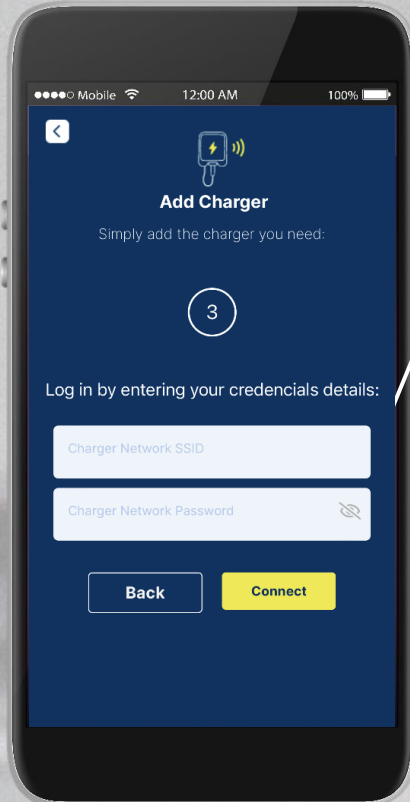 Mobile 12:00 AM 100%
Add Charger
Simply add the charger you need:
3
Log in by entering your credencials details:
Charger Network SSID
Charger Network Password
Back Connect